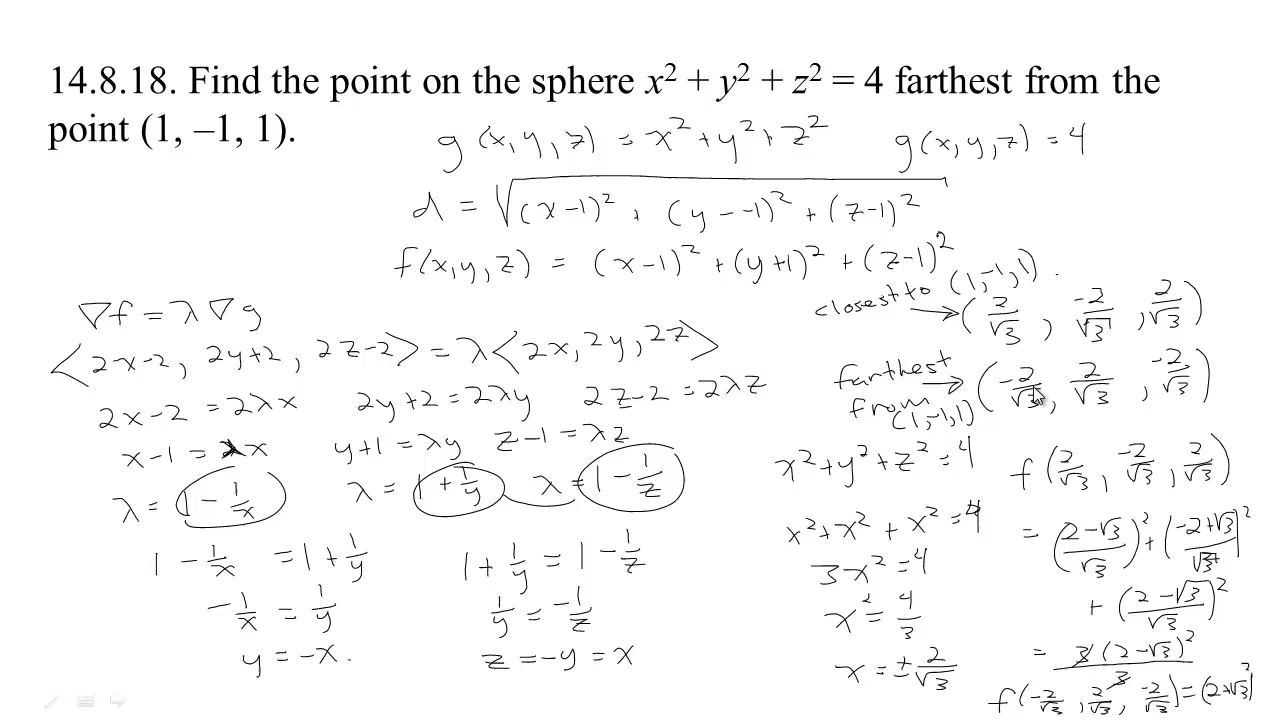 14.8.18. Find the point on the sphere x² + y² + z² = 4 farthest from the
point (1, –1, 1).
g(x, y, z) = x² + y² + z²   g(x, y, z) = 4
d = √((x-1)² + (y--1)² + (z-1)²)
f(x, y, z) = (x-1)² + (y+1)² + (z-1)²
∇f = λ∇g
<2x-2, 2y+2, 2z-2> = λ<2x, 2y, 2z>
2x-2 = 2λx   2y+2 = 2λy   2z-2 = 2λz
x-1 = λx   y+1 = λy   z-1 = λz
λ = 1 - 1/x   λ = 1 + 1/y   λ = 1 - 1/z
1 - 1/x = 1 + 1/y   1 + 1/y = 1 - 1/z
-1/x = 1/y   1/y = -1/z
y = -x.   z = -y = x
closest to (1, -1, 1). → (2/√3, -2/√3, 2/√3)
farthest from (1, -1, 1) → (-2/√3, 2/√3, -2/√3)
x² + y² + z² = 4
x² + x² + x² = 4
3x² = 4
x² = 4/3
x = ± 2/√3
f(2/√3, -2/√3, 2/√3)
= ((2-√3)/√3)² + ((-2+√3)/√3)²
+ ((2-√3)/√3)²
= 3(2-√3)²/3
f(-2/√3, 2/√3, -2/√3) = (2+√3)²